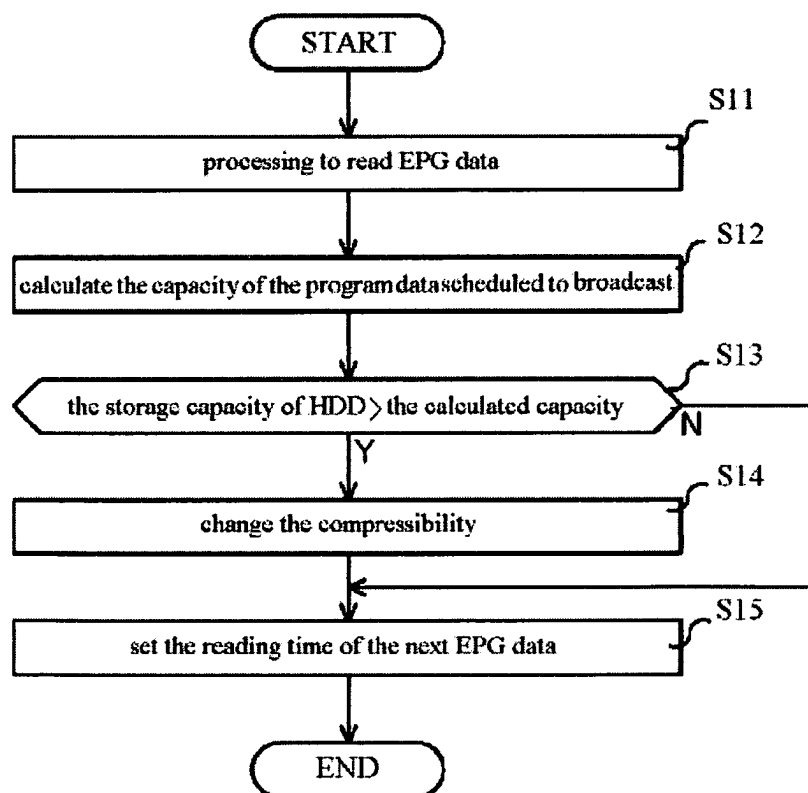 START
S11
processing to read EPG data
S12
calculate the capacity of the program data scheduled to broadcast
S13
the storage capacity of HDD > the calculated capacity
N
Y
S14
change the compressibility
S15
set the reading time of the next EPG data
END